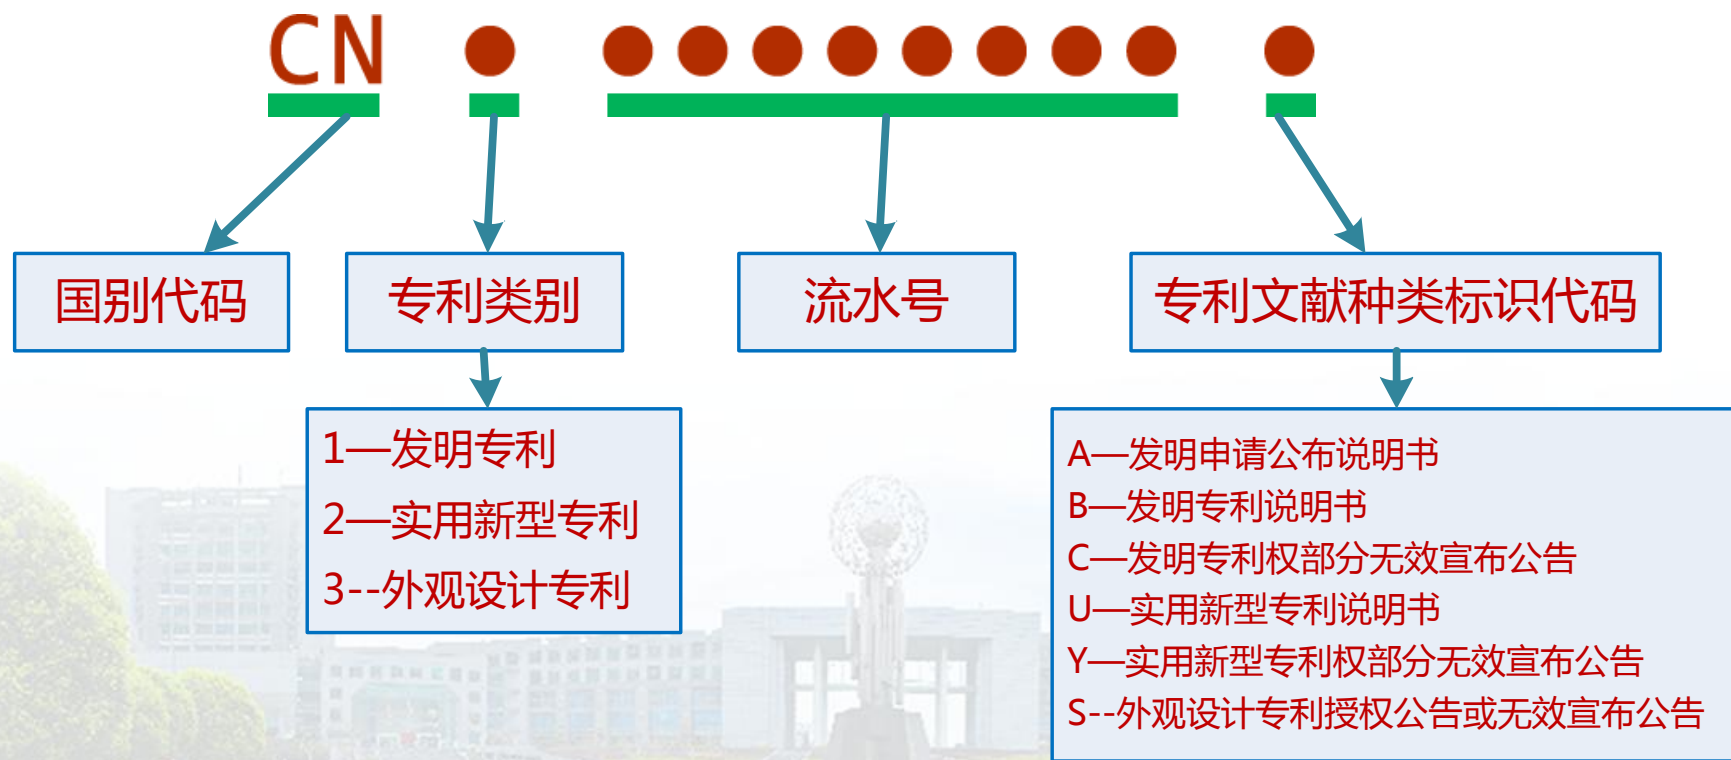 CN
国别代码
专利类别
流水号
专利文献种类标识代码
1—发明专利
2—实用新型专利
3--外观设计专利
A—发明申请公布说明书
B—发明专利说明书
C—发明专利权部分无效宣布公告
U—实用新型专利说明书
Y—实用新型专利权部分无效宣布公告
S--外观设计专利授权公告或无效宣布公告